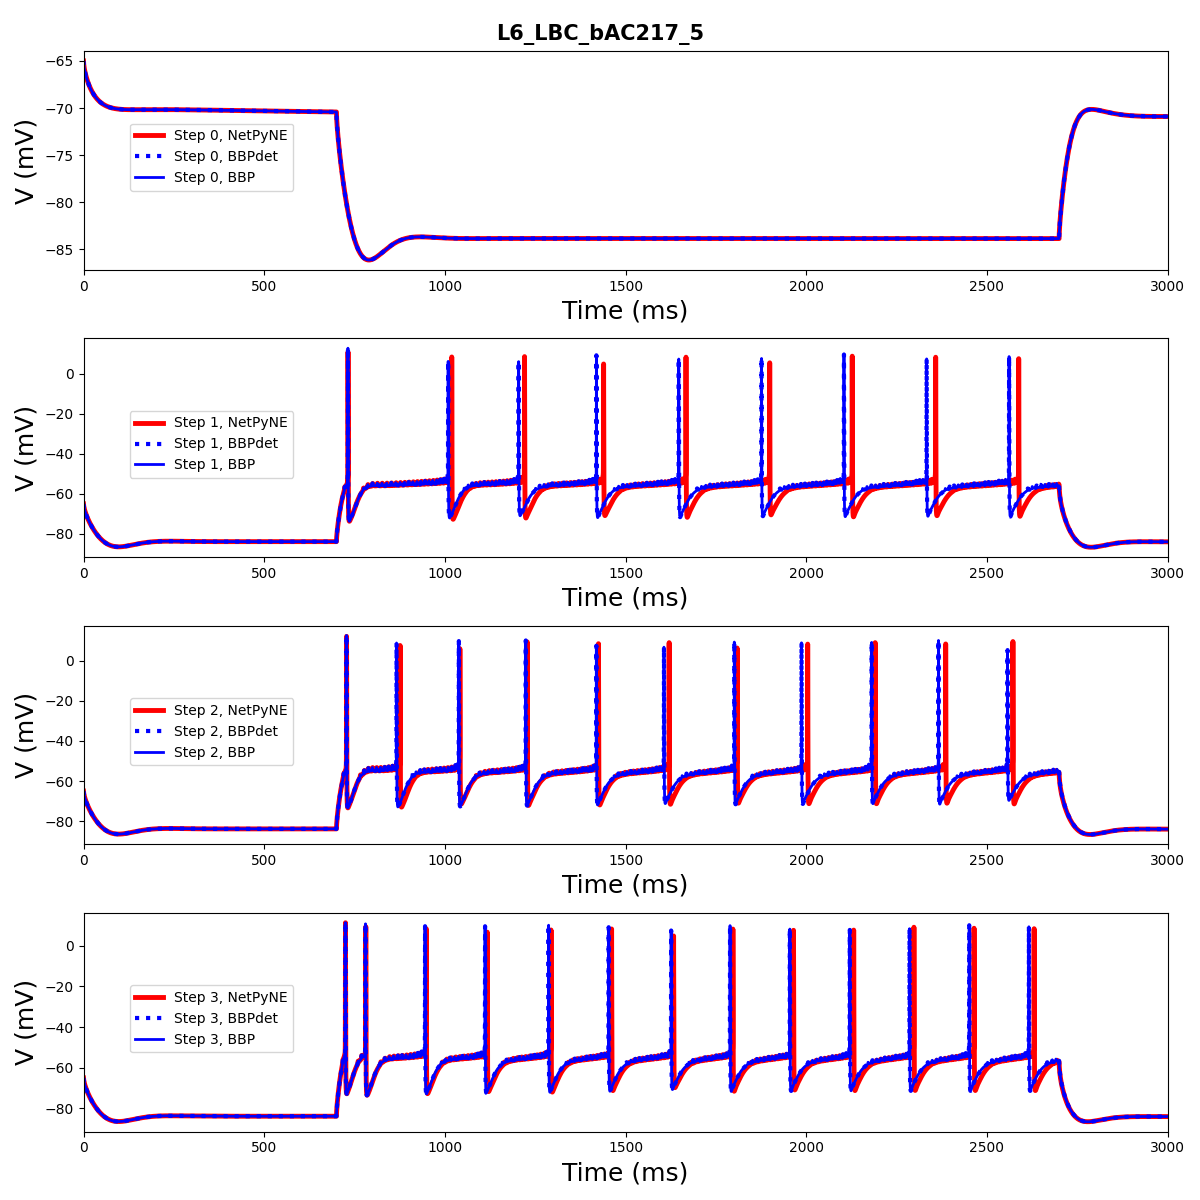 L6_LBC_bAC217_5
V (mV)
−65
−70
−75
−80
−85
Step 0, NetPyNE
Step 0, BBPdet
Step 0, BBP
0 500 1000 1500 2000 2500 3000
Time (ms)
V (mV)
0
−20
−40
−60
−80
Step 1, NetPyNE
Step 1, BBPdet
Step 1, BBP
0 500 1000 1500 2000 2500 3000
Time (ms)
V (mV)
0
−20
−40
−60
−80
Step 2, NetPyNE
Step 2, BBPdet
Step 2, BBP
0 500 1000 1500 2000 2500 3000
Time (ms)
V (mV)
0
−20
−40
−60
−80
Step 3, NetPyNE
Step 3, BBPdet
Step 3, BBP
0 500 1000 1500 2000 2500 3000
Time (ms)